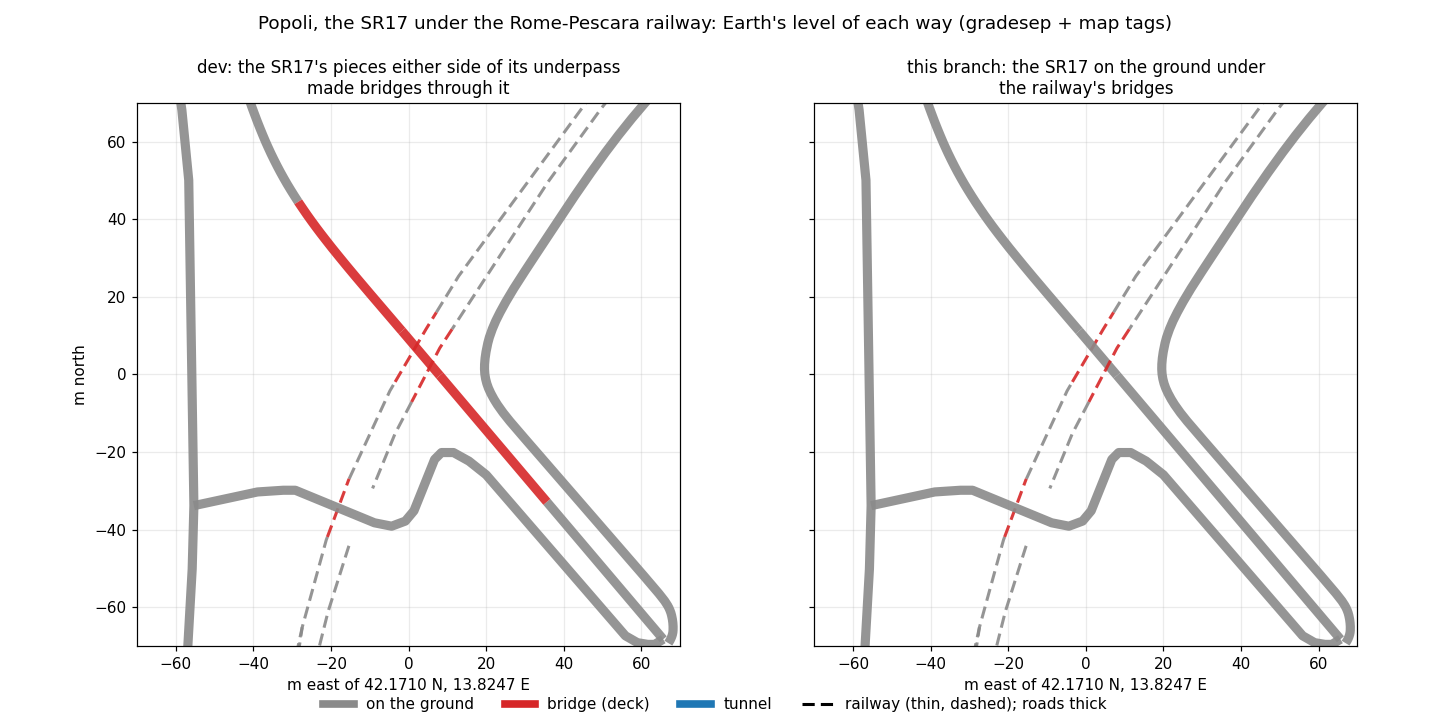 Popoli, the SR17 under the Rome-Pescara railway: Earth's level of each way (gradesep + map tags)
dev: the SR17's pieces either side of its underpass
made bridges through it
this branch: the SR17 on the ground under
the railway's bridges
60
40
20
0
−20
−40
−60
m north
−60
−40
−20
0
20
40
60
−60
−40
−20
0
20
40
60
m east of 42.1710 N, 13.8247 E
m east of 42.1710 N, 13.8247 E
on the ground
bridge (deck)
tunnel
railway (thin, dashed); roads thick